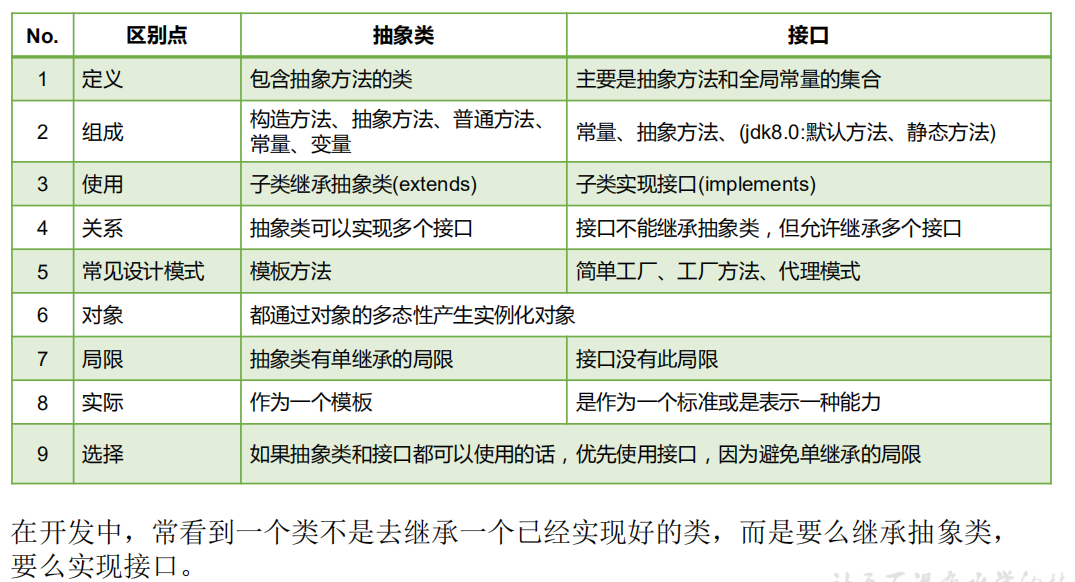 No. 区别点 抽象类 接口
1 定义 包含抽象方法的类 主要是抽象方法和全局常量的集合
2 组成 构造方法、抽象方法、普通方法、
常量、变量 常量、抽象方法、(jdk8.0:默认方法、静态方法)
3 使用 子类继承抽象类(extends) 子类实现接口(implements)
4 关系 抽象类可以实现多个接口 接口不能继承抽象类，但允许继承多个接口
5 常见设计模式 模板方法 简单工厂、工厂方法、代理模式
6 对象 都通过对象的多态性产生实例化对象
7 局限 抽象类有单继承的局限 接口没有此局限
8 实际 作为一个模板 是作为一个标准或是表示一种能力
9 选择 如果抽象类和接口都可以使用的话，优先使用接口，因为避免单继承的局限
在开发中，常看到一个类不是去继承一个已经实现好的类，而是要么继承抽象类，
要么实现接口。